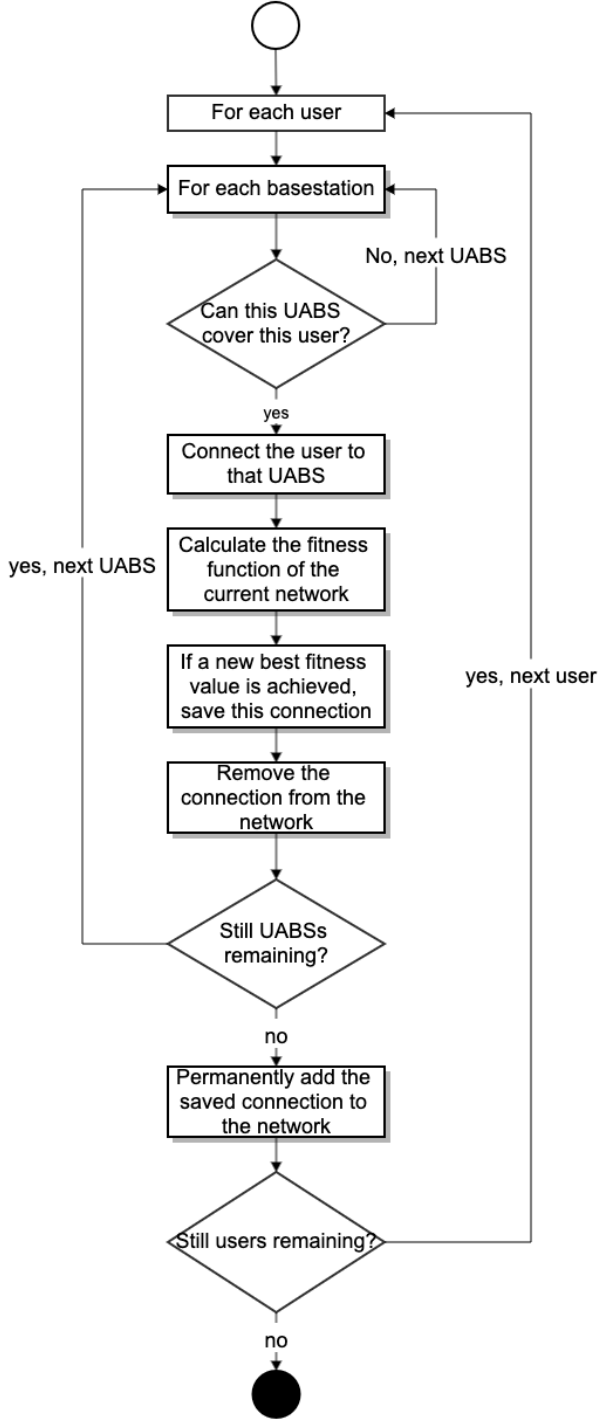 For each user
For each basestation
No, next UABS
Can this UABS
cover this user?
yes
Connect the user to
that UABS
Calculate the fitness
function of the
current network
yes, next UABS
If a new best fitness
value is achieved,
save this connection
yes, next user
Remove the
connection from the
network
Still UABSs
remaining?
no
Permanently add the
saved connection to
the network
Still users remaining?
no